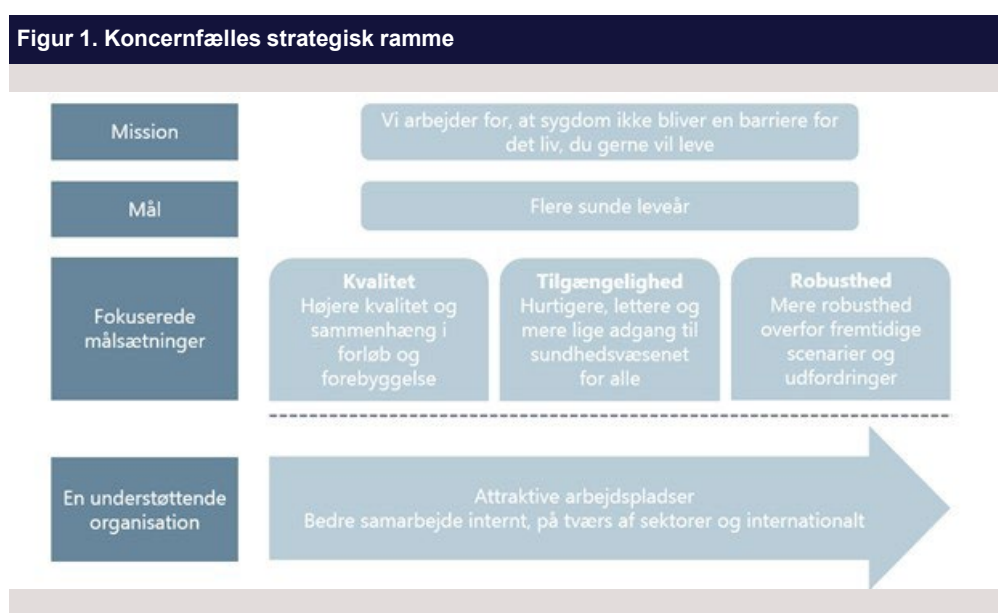 Figur 1. Koncernfælles strategisk ramme
Mission
Vi arbejder for, at sygdom ikke bliver en barriere for
det liv, du gerne vil leve
Mål
Flere sunde leveår
Fokuserede
målsætninger
Kvalitet
Højere kvalitet og
sammenhæng i
forløb og
forebyggelse
Tilgængelighed
Hurtigere, lettere og
mere lige adgang til
sundhedsvæsenet
for alle
Robusthed
Mere robusthed
overfor fremtidige
scenarier og
udfordringer
En understøttende
organisation
Attraktive arbejdspladser
Bedre samarbejde internt, på tværs af sektorer og internationalt